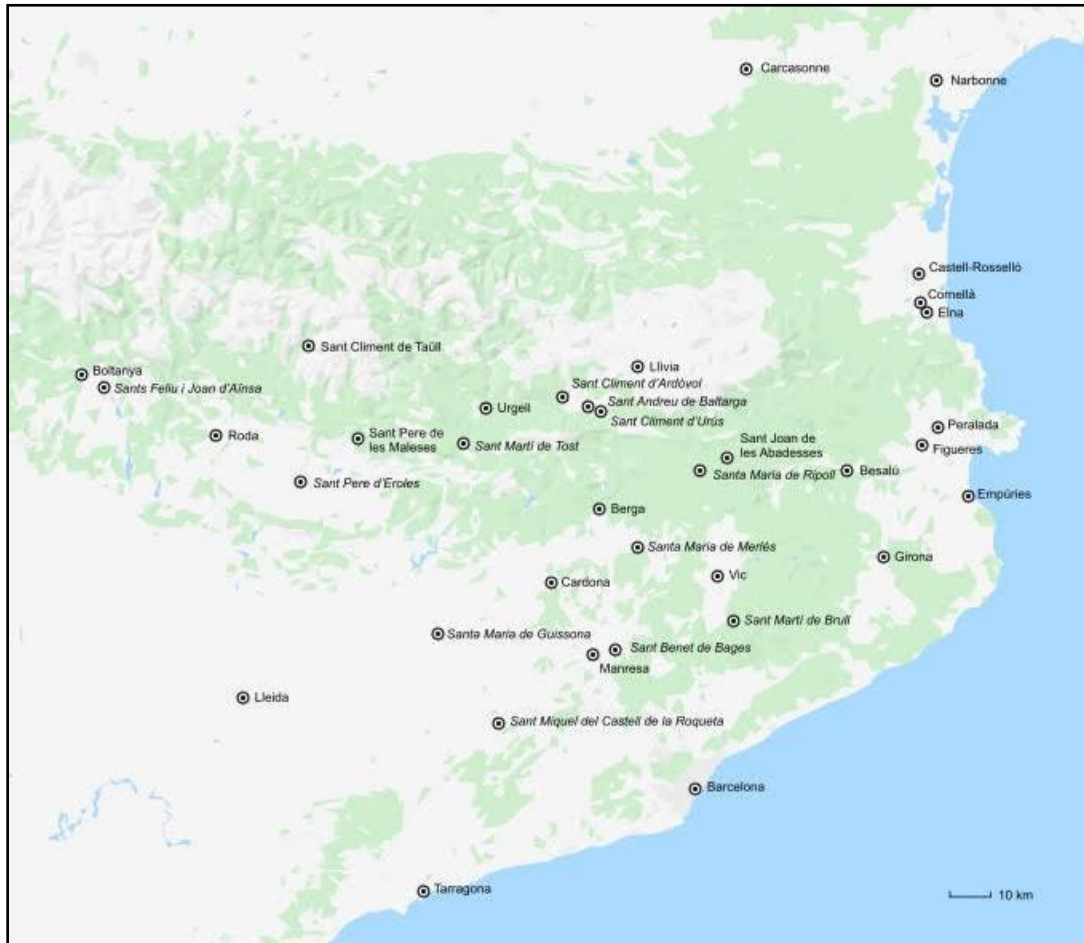 Carcasonne
Narbonne
Castell-Rosselló
Cornellà
Elna
Sant Climent de Taüll
Llívia
Boltanya
Sants Feliu i Joan d'Aïnsa
Sant Climent d'Ardòvol
Sant Andreu de Baltarga
Sant Climent d'Urús
Urgell
Peralada
Roda
Sant Pere de
les Maleses
Sant Martí de Tost
Sant Joan de
les Abadesses
Figueres
Santa Maria de Ripoll
Besalú
Sant Pere d'Eroles
Empúries
Berga
Santa Maria de Merlès
Girona
Cardona
Vic
Sant Martí de Brull
Santa Maria de Guissona
Sant Benet de Bages
Manresa
Lleida
Sant Miquel del Castell de la Roqueta
Barcelona
Tarragona
10 km